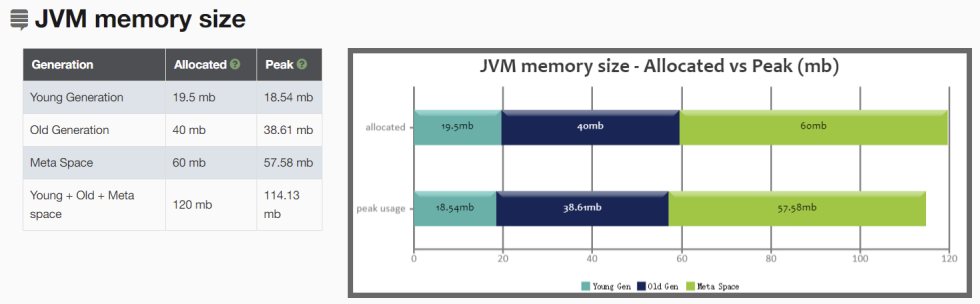 JVM memory size
Generation Allocated Peak
Young Generation 19.5 mb 18.54 mb
Old Generation 40 mb 38.61 mb
Meta Space 60 mb 57.58 mb
Young + Old + Meta space 120 mb 114.13 mb
JVM memory size - Allocated vs Peak (mb)
allocated 19.5mb 40mb 60mb
peak usage 18.54mb 38.61mb 57.58mb
0 20 40 60 80 100 120
Young Gen Old Gen Meta Space